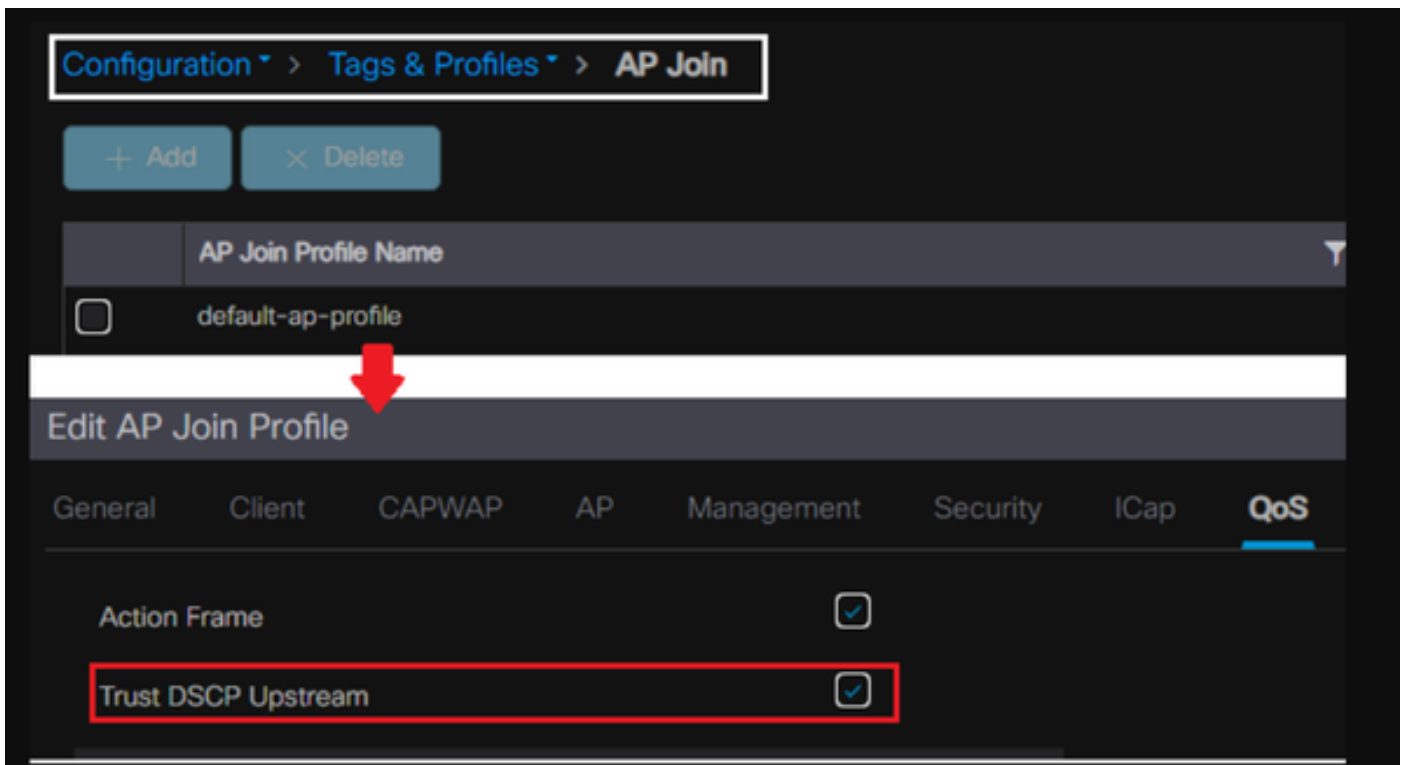 Configuration > Tags & Profiles > AP Join
+ Add × Delete
AP Join Profile Name
default-ap-profile
Edit AP Join Profile
General Client CAPWAP AP Management Security ICap QoS
Action Frame
Trust DSCP Upstream